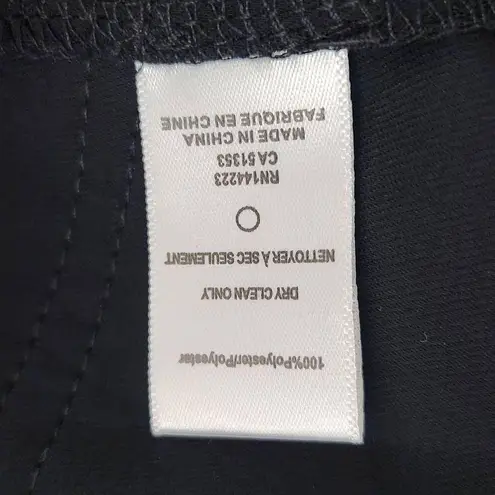 100%Polyester/Polyester
DRY CLEAN ONLY
NETTOYER À SEC SEULEMENT
RN144223
CA 51353
MADE IN CHINA
FABRIQUE EN CHINE